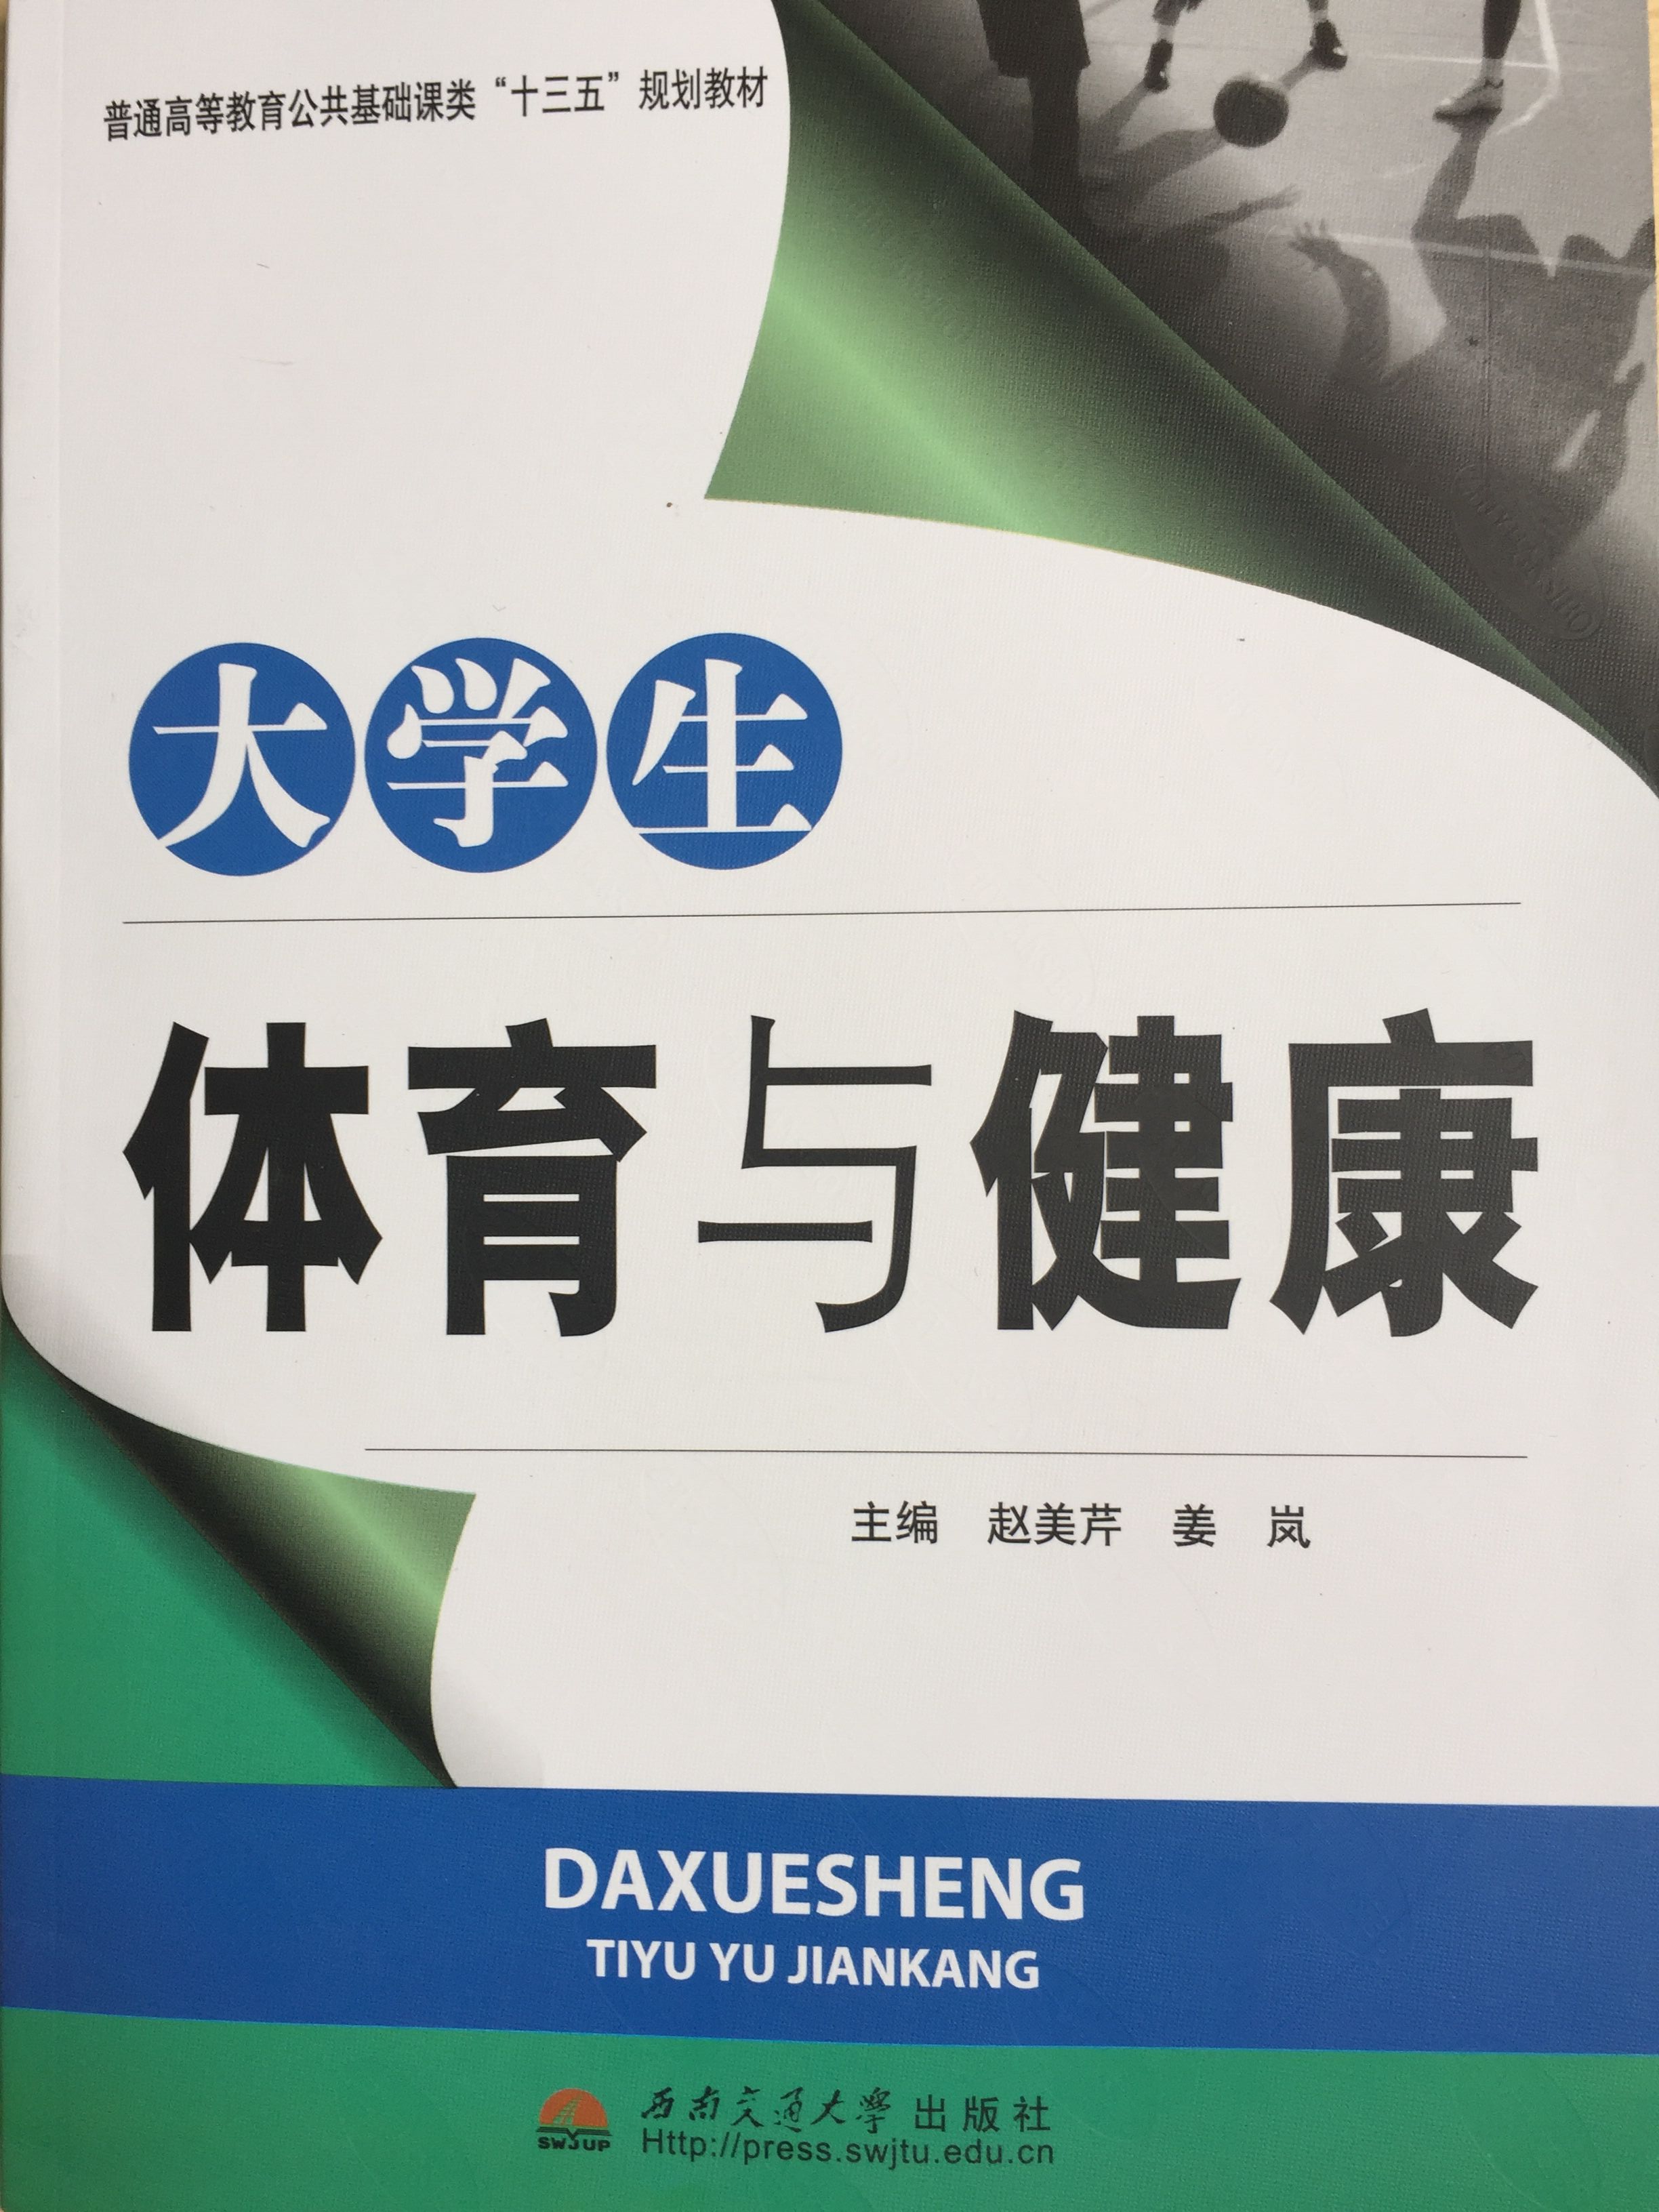 普通高等教育公共基础课类“十三五”规划教材
大学生
体育与健康
主编 赵美芹 姜 岚
DAXUESHENG
TIYU YU JIANKANG
西南交通大学出版社
SWJUP
Http://press.swjtu.edu.cn